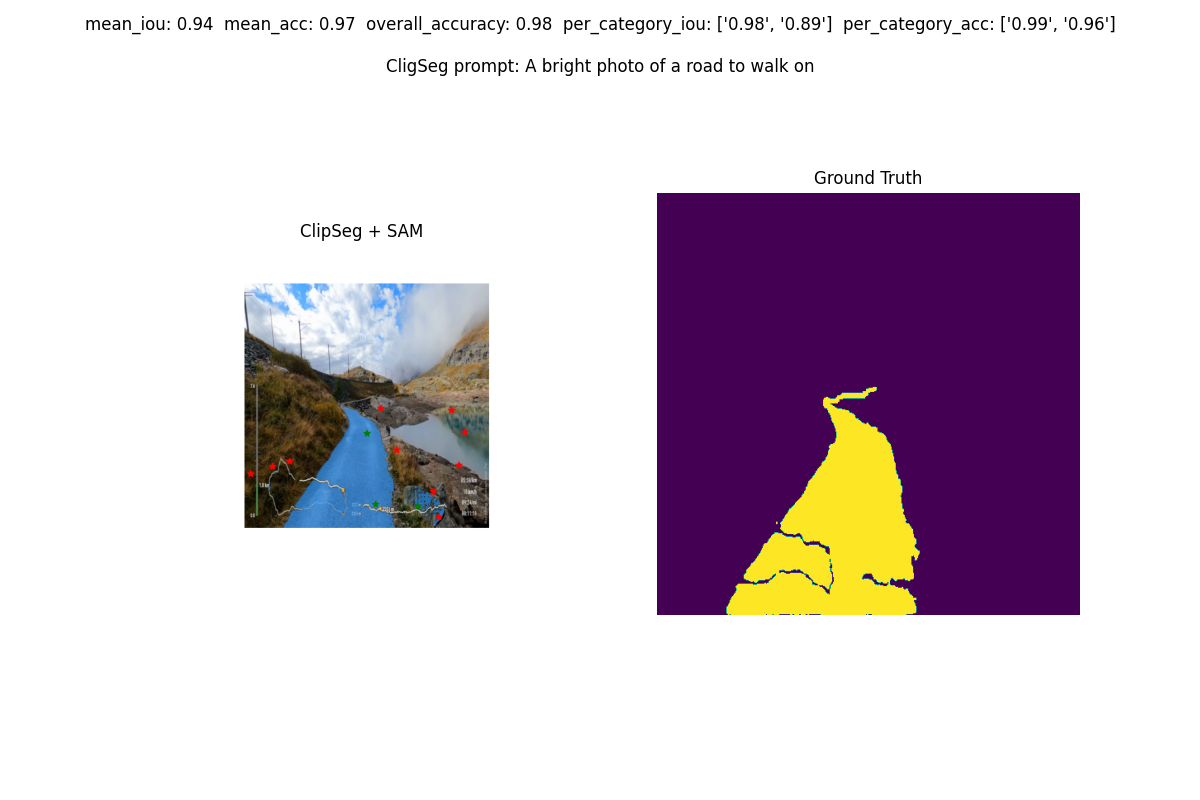 mean_iou: 0.94  mean_acc: 0.97  overall_accuracy: 0.98  per_category_iou: ['0.98', '0.89']  per_category_acc: ['0.99', '0.96']
CligSeg prompt: A bright photo of a road to walk on
Ground Truth
ClipSeg + SAM